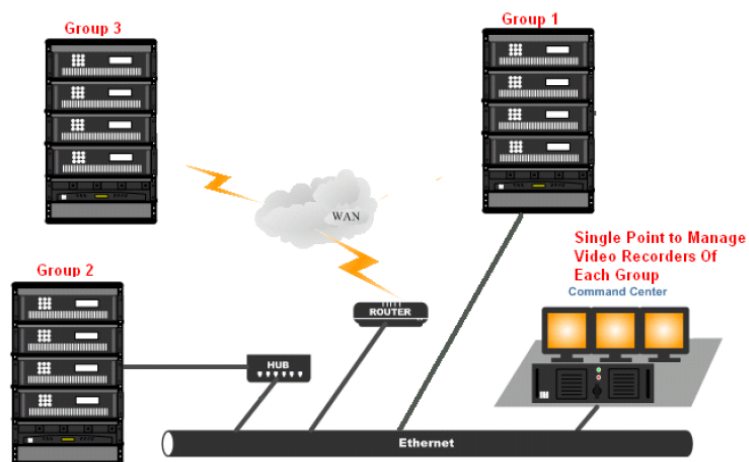 Group 3
Group 1
WAN
Single Point to Manage
Video Recorders Of
Each Group
Command Center
Group 2
ROUTER
HUB
Ethernet